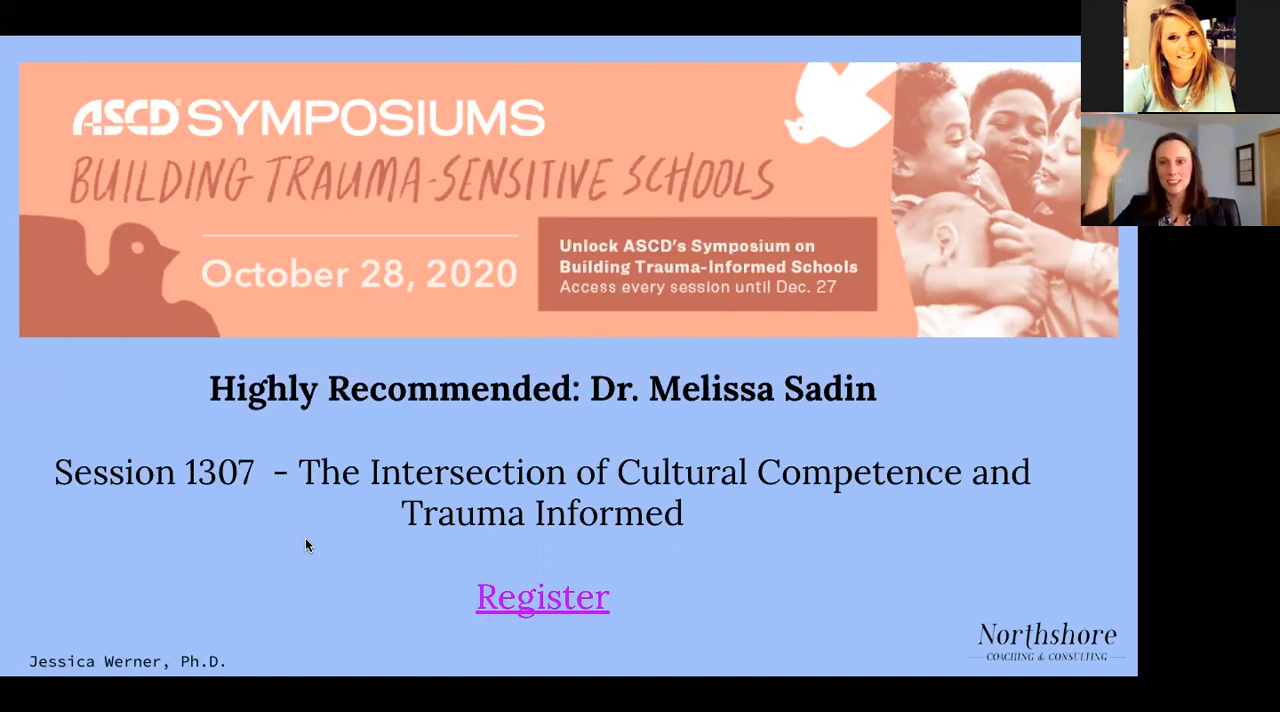 ASCD® SYMPOSIUMS
BUILDING TRAUMA-SENSITIVE SCHOOLS
October 28, 2020
Unlock ASCD's Symposium on
Building Trauma-Informed Schools
Access every session until Dec. 27
Highly Recommended: Dr. Melissa Sadin
Session 1307 - The Intersection of Cultural Competence and
Trauma Informed
Register
Jessica Werner, Ph.D.
Northshore
COACHING & CONSULTING